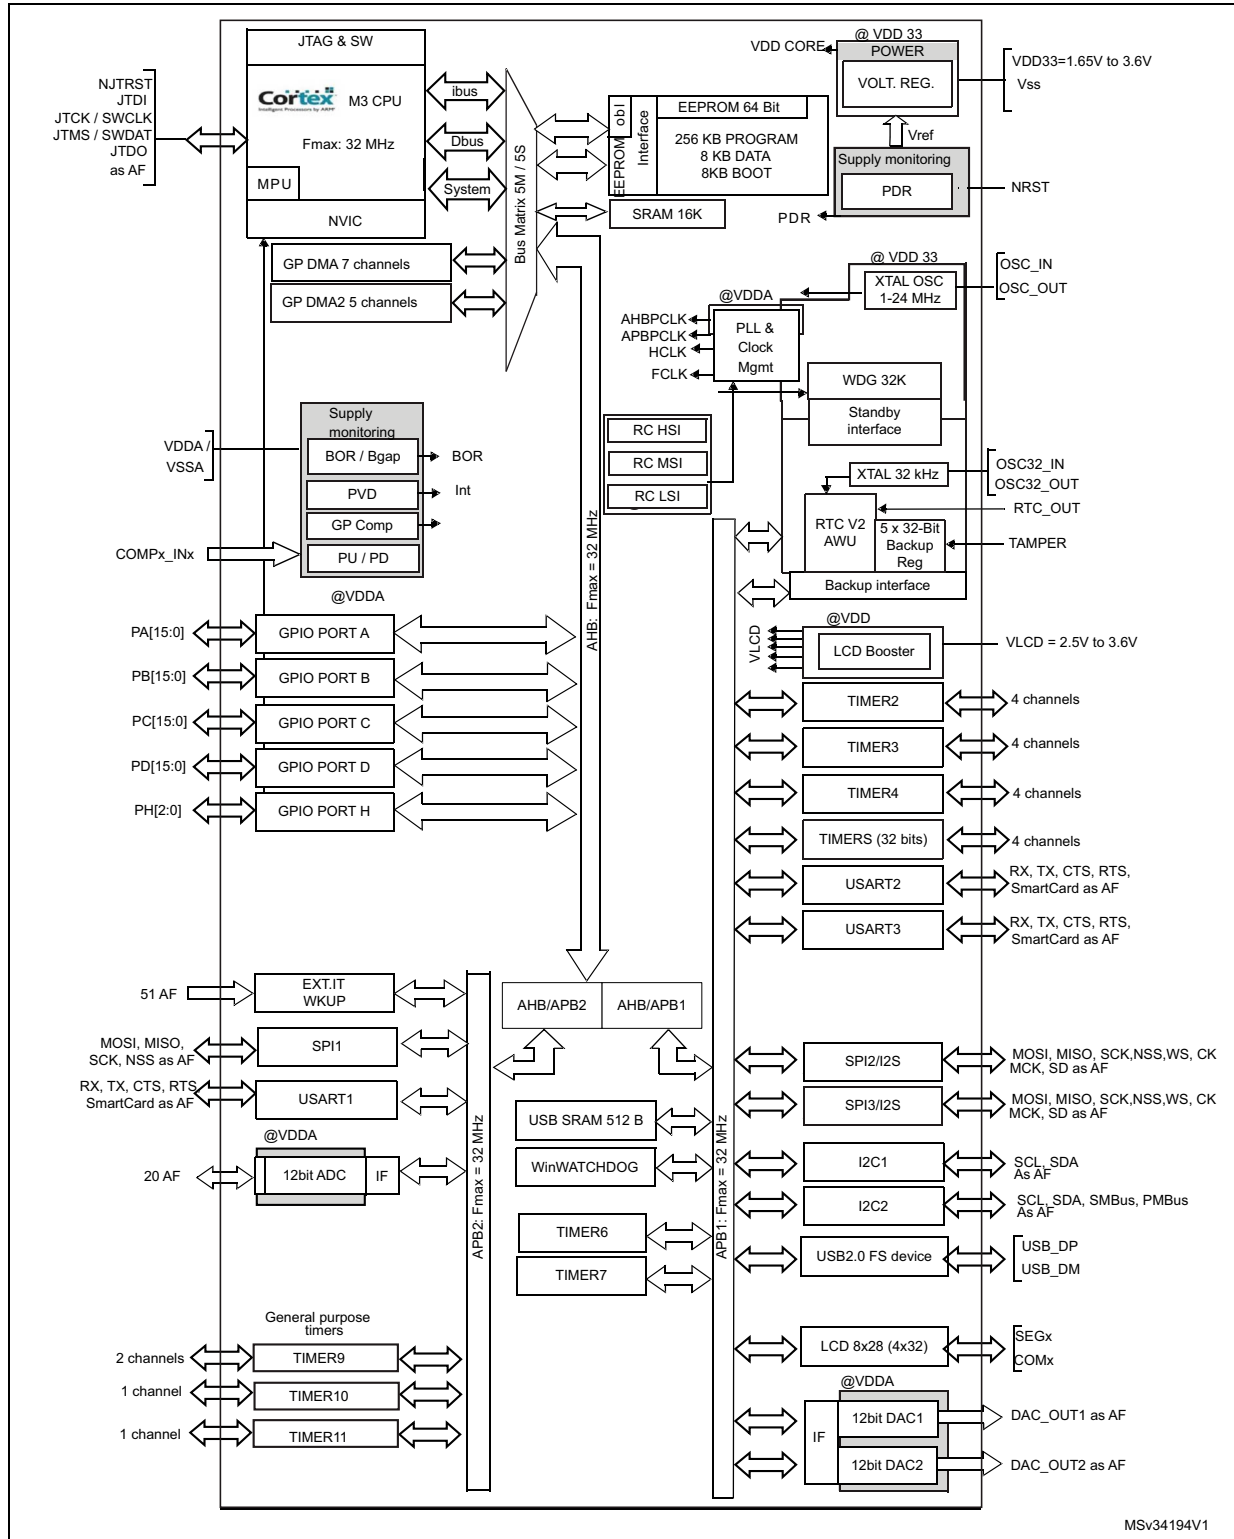 JTAG & SW
Cortex
Intelligent Processors by ARM®
M3 CPU
Fmax: 32 MHz
MPU
NVIC
NJTRST
JTDI
JTCK / SWCLK
JTMS / SWDAT
JTDO
as AF
ibus
Dbus
System
Bus Matrix 5M / 5S
GP DMA 7 channels
GP DMA2 5 channels
EEPROM obl
Interface
EEPROM 64 Bit
256 KB PROGRAM
8 KB DATA
8KB BOOT
SRAM 16K
@ VDD 33
VDD CORE
POWER
VOLT. REG.
VDD33=1.65V to 3.6V
Vss
Vref
Supply monitoring
PDR
NRST
PDR
@ VDD 33
XTAL OSC
1-24 MHz
OSC_IN
OSC_OUT
@VDDA
PLL &
Clock
Mgmt
AHBPCLK
APBPCLK
HCLK
FCLK
WDG 32K
Standby
interface
RC HSI
RC MSI
RC LSI
XTAL 32 kHz
OSC32_IN
OSC32_OUT
RTC V2
AWU
RTC_OUT
5 x 32-Bit
Backup
Reg
TAMPER
Backup interface
Supply
monitoring
BOR / Bgap
PVD
GP Comp
PU / PD
VDDA /
VSSA
BOR
Int
COMPx_INx
@VDDA
AHB: Fmax = 32 MHz
PA[15:0]
GPIO PORT A
PB[15:0]
GPIO PORT B
PC[15:0]
GPIO PORT C
PD[15:0]
GPIO PORT D
PH[2:0]
GPIO PORT H
@VDD
VLCD
LCD Booster
VLCD = 2.5V to 3.6V
TIMER2
4 channels
TIMER3
4 channels
TIMER4
4 channels
TIMERS (32 bits)
4 channels
USART2
RX, TX, CTS, RTS,
SmartCard as AF
USART3
RX, TX, CTS, RTS,
SmartCard as AF
51 AF
EXT.IT
WKUP
AHB/APB2
AHB/APB1
MOSI, MISO,
SCK, NSS as AF
SPI1
RX, TX, CTS, RTS,
SmartCard as AF
USART1
@VDDA
20 AF
12bit ADC
IF
APB2: Fmax = 32 MHz
USB SRAM 512 B
WinWATCHDOG
TIMER6
TIMER7
APB1: Fmax = 32 MHz
SPI2/I2S
MOSI, MISO, SCK,NSS,WS, CK
MCK, SD as AF
SPI3/I2S
MOSI, MISO, SCK,NSS,WS, CK
MCK, SD as AF
I2C1
SCL, SDA
As AF
I2C2
SCL, SDA, SMBus, PMBus
As AF
USB2.0 FS device
USB_DP
USB_DM
General purpose
timers
2 channels
TIMER9
1 channel
TIMER10
1 channel
TIMER11
LCD 8x28 (4x32)
SEGx
COMx
@VDDA
IF
12bit DAC1
DAC_OUT1 as AF
12bit DAC2
DAC_OUT2 as AF
MSv34194V1